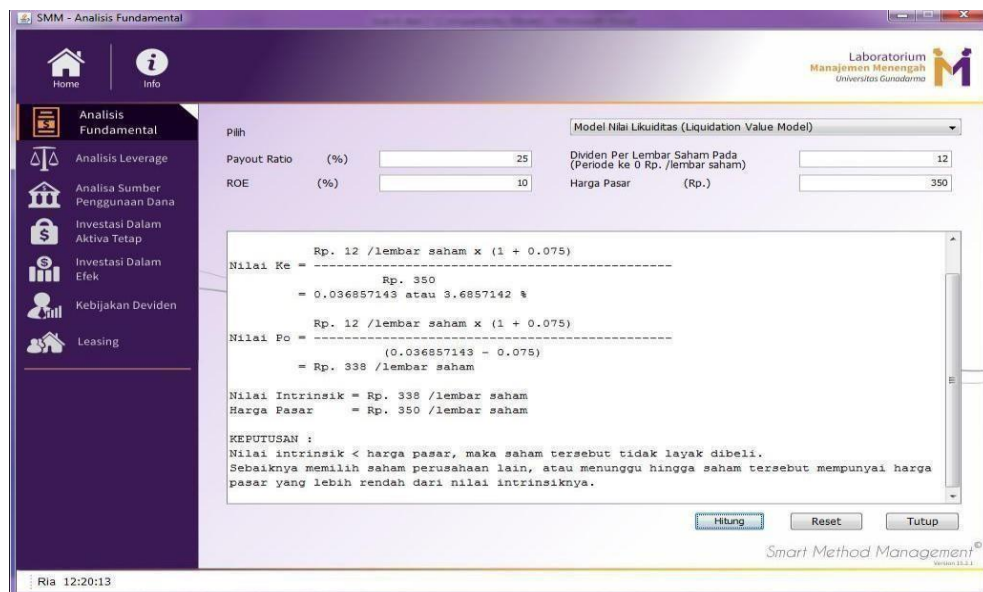 SMM - Analisis Fundamental
Home
Info
Laboratorium
Manajemen Menengah
Universitas Gunadarma
Analisis
Fundamental
Analisis Leverage
Analisa Sumber
Penggunaan Dana
Investasi Dalam
Aktiva Tetap
Investasi Dalam
Efek
Kebijakan Deviden
Leasing
Pilih
Model Nilai Likuiditas (Liquidation Value Model)
Payout Ratio (%) 25
Dividen Per Lembar Saham Pada
(Periode ke 0 Rp. /lembar saham) 12
ROE (%) 10
Harga Pasar (Rp.) 350
Rp. 12 /lembar saham x (1 + 0.075)
Nilai Ke = ------------------------------------------------
Rp. 350
= 0.036857143 atau 3.6857142 %
Rp. 12 /lembar saham x (1 + 0.075)
Nilai Po = ------------------------------------------------
(0.036857143 - 0.075)
= Rp. 338 /lembar saham
Nilai Intrinsik = Rp. 338 /lembar saham
Harga Pasar = Rp. 350 /lembar saham
KEPUTUSAN :
Nilai intrinsik < harga pasar, maka saham tersebut tidak layak dibeli.
Sebaiknya memilih saham perusahaan lain, atau menunggu hingga saham tersebut mempunyai harga
pasar yang lebih rendah dari nilai intrinsiknya.
Hitung
Reset
Tutup
Smart Method Management©
Ria 12:20:13